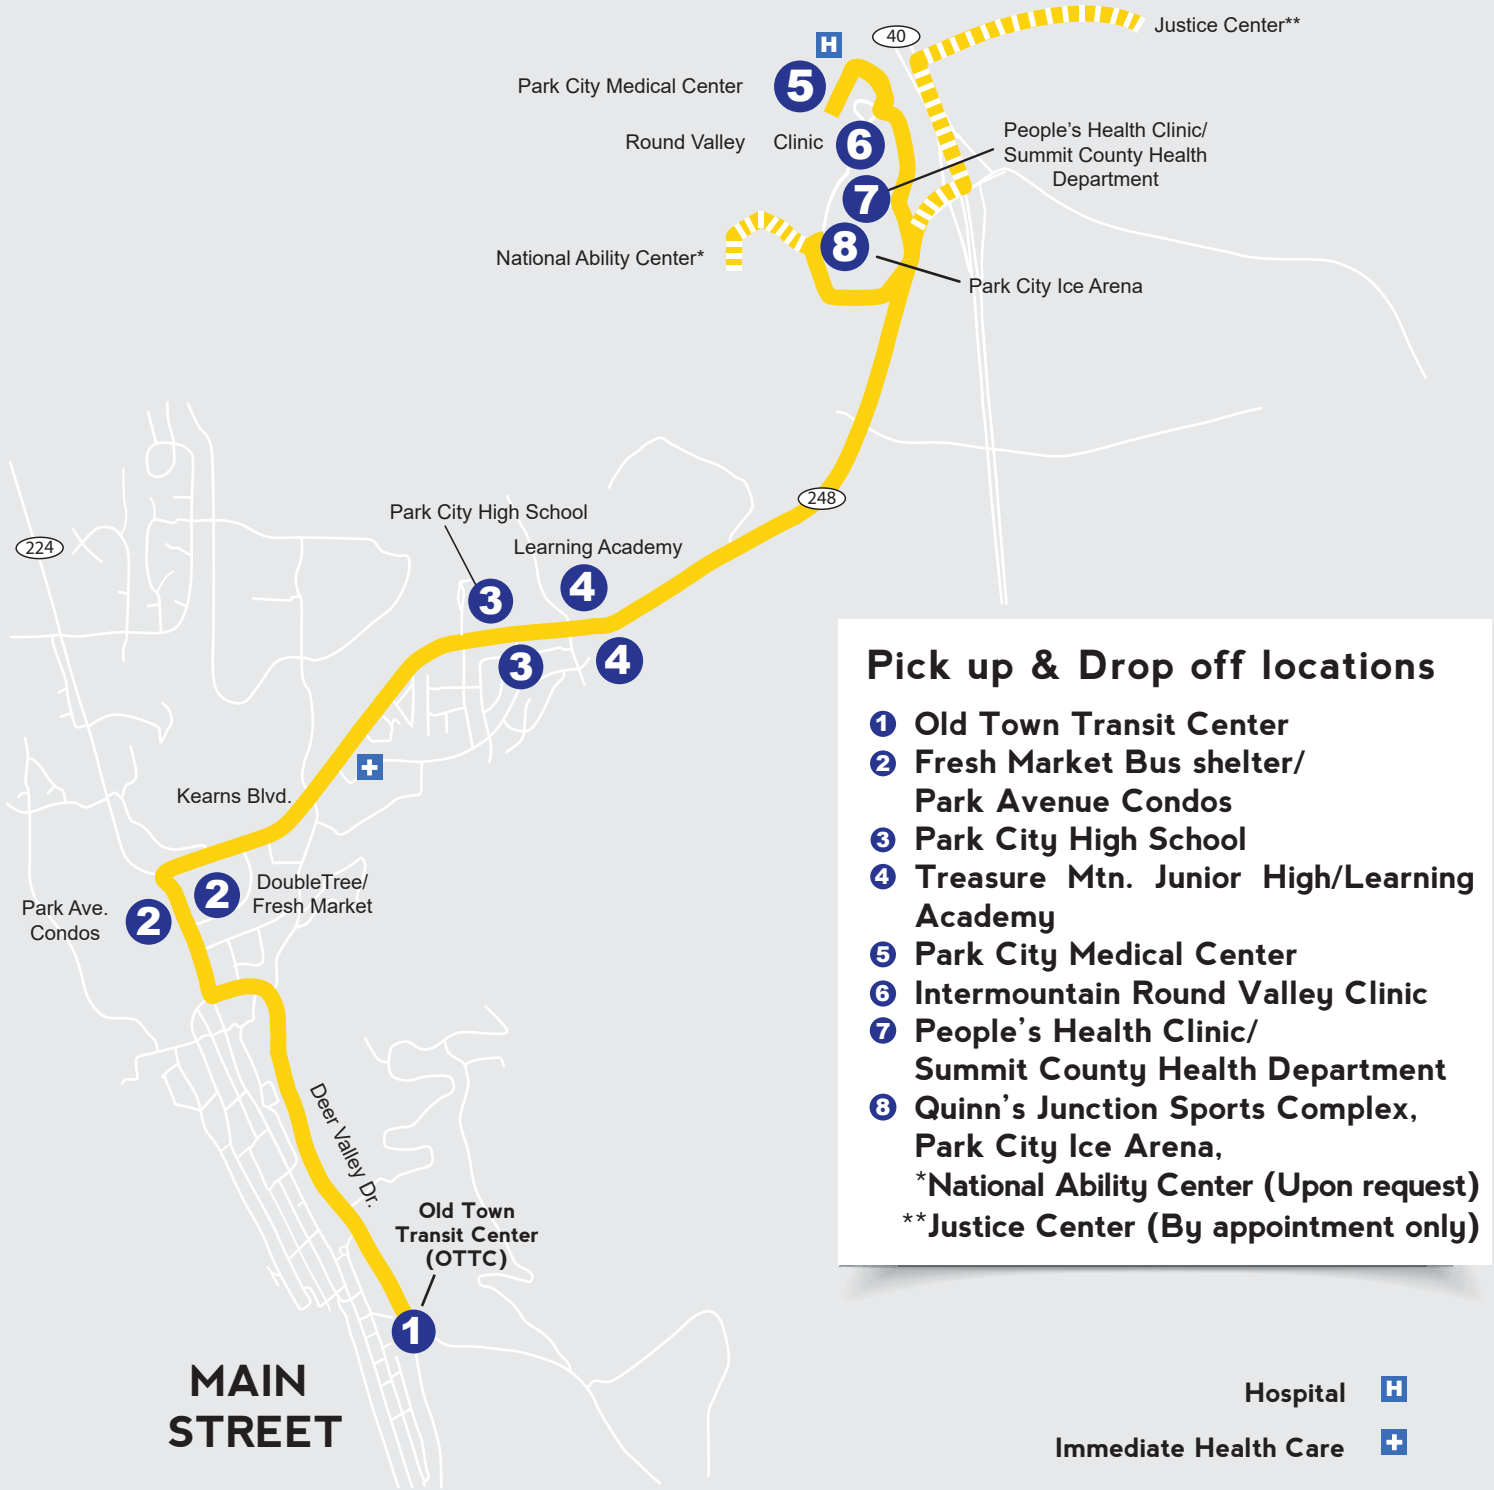 Justice Center**
40
H
Park City Medical Center
5
People's Health Clinic/
Summit County Health
Department
Round Valley Clinic
6
7
National Ability Center*
8
Park City Ice Arena
248
Park City High School
224
Learning Academy
3
4
3
4
Kearns Blvd.
DoubleTree/
Fresh Market
2
Park Ave.
Condos
2
Deer Valley Dr.
Old Town
Transit Center
(OTTC)
1
MAIN
STREET
Pick up & Drop off locations
1 Old Town Transit Center
2 Fresh Market Bus shelter/
Park Avenue Condos
3 Park City High School
4 Treasure Mtn. Junior High/Learning
Academy
5 Park City Medical Center
6 Intermountain Round Valley Clinic
7 People's Health Clinic/
Summit County Health Department
8 Quinn's Junction Sports Complex,
Park City Ice Arena,
*National Ability Center (Upon request)
**Justice Center (By appointment only)
Hospital H
Immediate Health Care